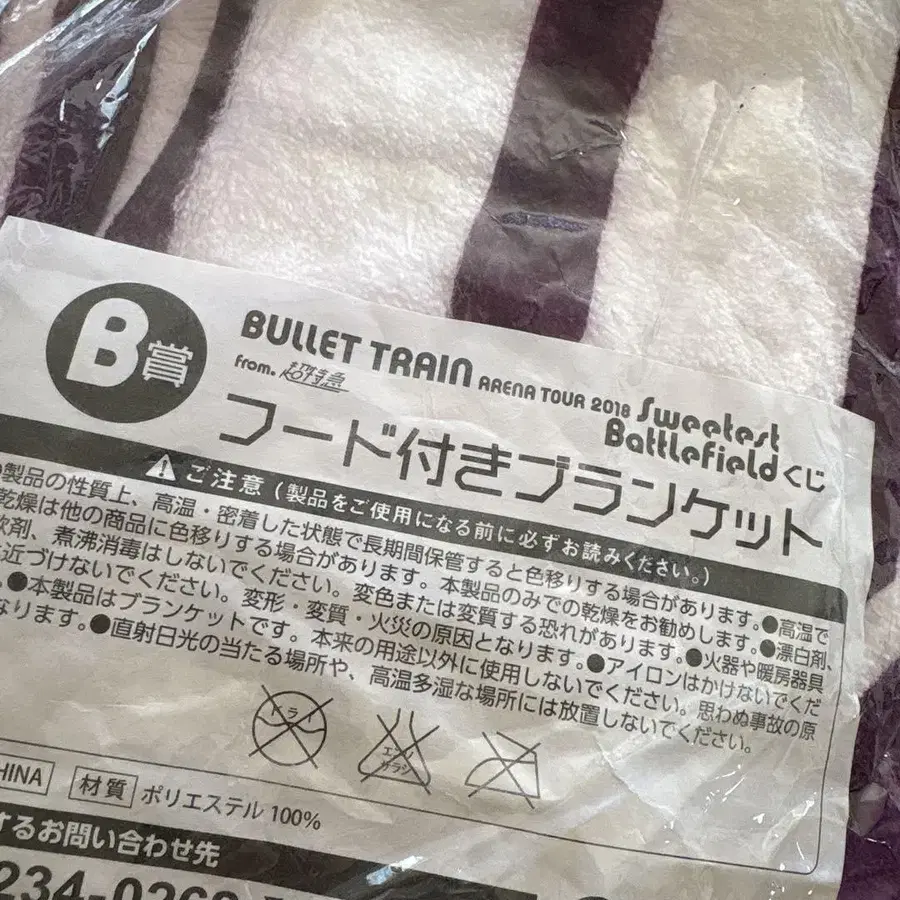 B賞
BULLET TRAIN ARENA TOUR 2018 Sweetest Battlefieldくじ
from. 超特急
フード付きブランケット
ご注意 (製品をご使用になる前に必ずお読みください。)
製品の性質上、高温・密着した状態で長期間保管すると色移りする場合があります。●高温で
乾燥は他の商品に色移りする場合があります。本製品のみでの乾燥をお勧めします。●漂白剤、
軟剤、煮沸消毒はしないでください。変色または変質する恐れがあります。●火器や暖房器具
近づけないでください。変形・変質・火災の原因となります。●アイロンはかけないでくだ
。●本製品はブランケットです。本来の用途以外に使用しないでください。思わぬ事故の原
なります。●直射日光の当たる場所や、高温多湿な場所には放置しないでください。
ドライ
エンソ
サラシ
HINA 材質 ポリエステル 100%
するお問い合わせ先
234-0